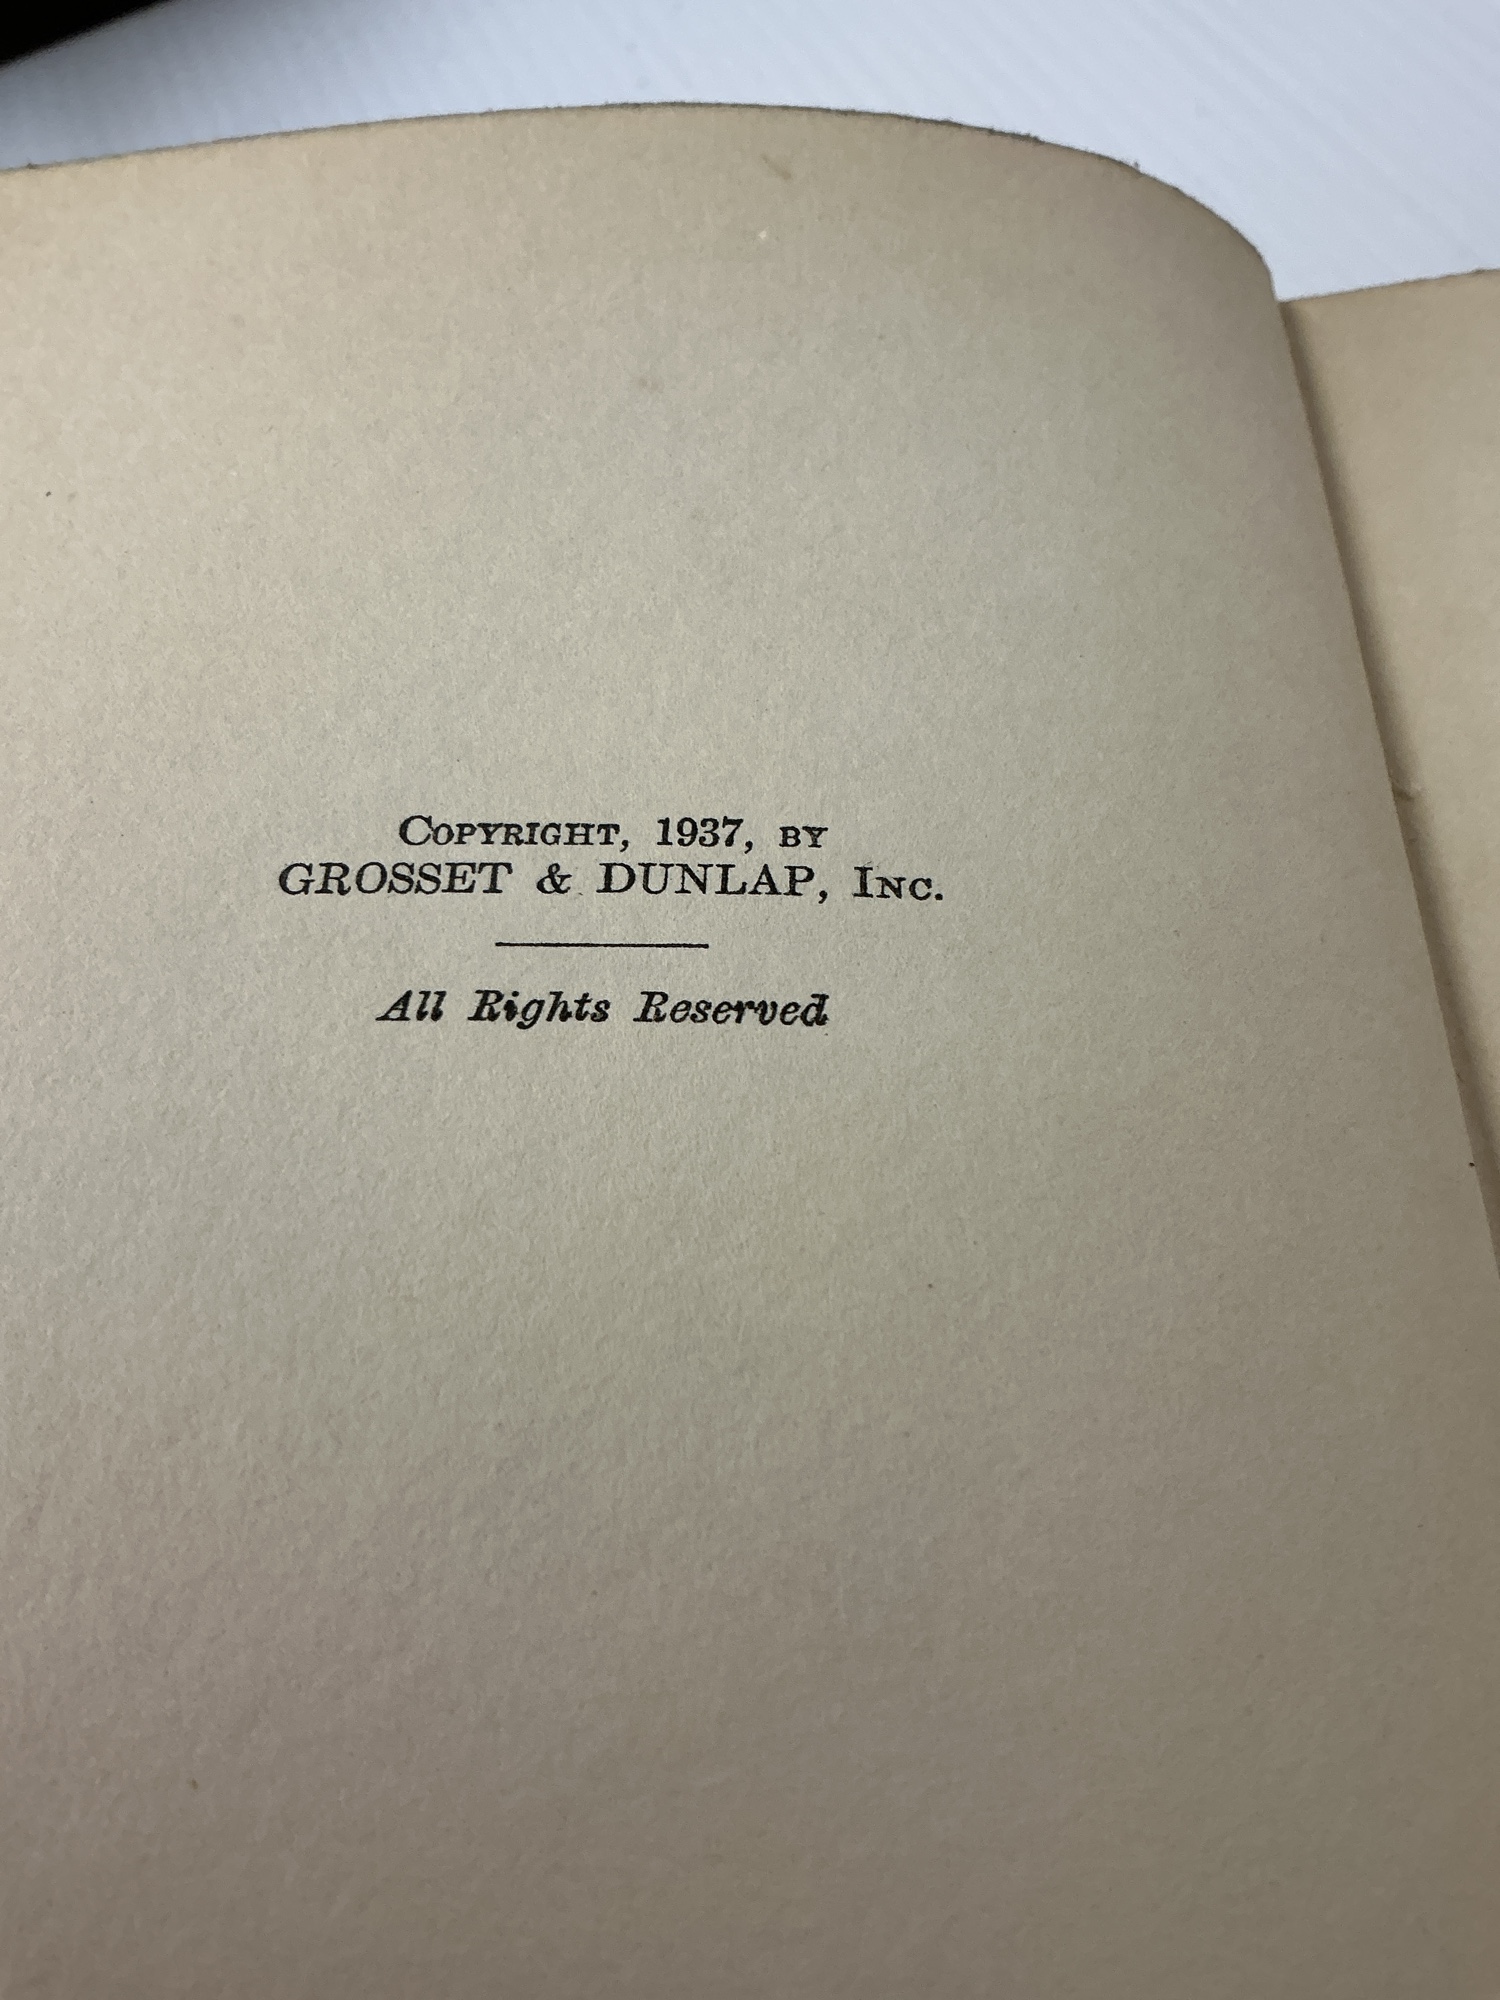 Copyright, 1937, by
GROSSET & DUNLAP, Inc.
All Rights Reserved